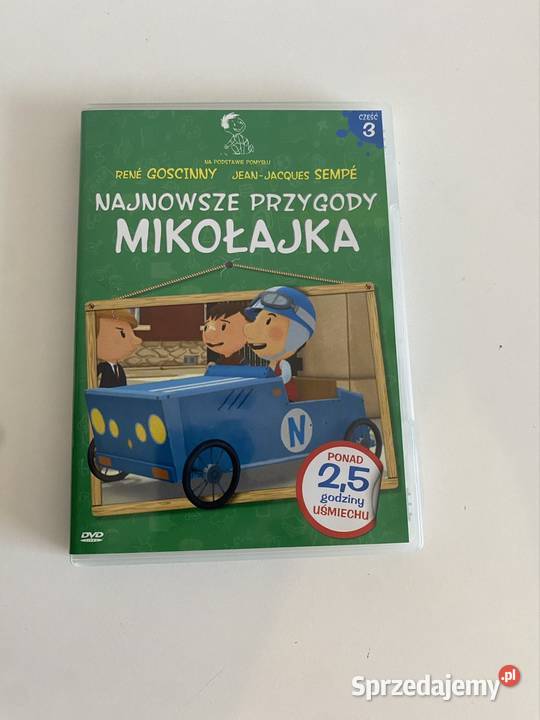 CZĘŚĆ
3
NA PODSTAWIE POMYSŁU
RENÉ GOSCINNY JEAN-JACQUES SEMPÉ
NAJNOWSZE PRZYGODY
MIKOŁAJKA
N
PONAD
2,5
godziny
UŚMIECHU
DVD
VIDEO
Sprzedajemy.pl